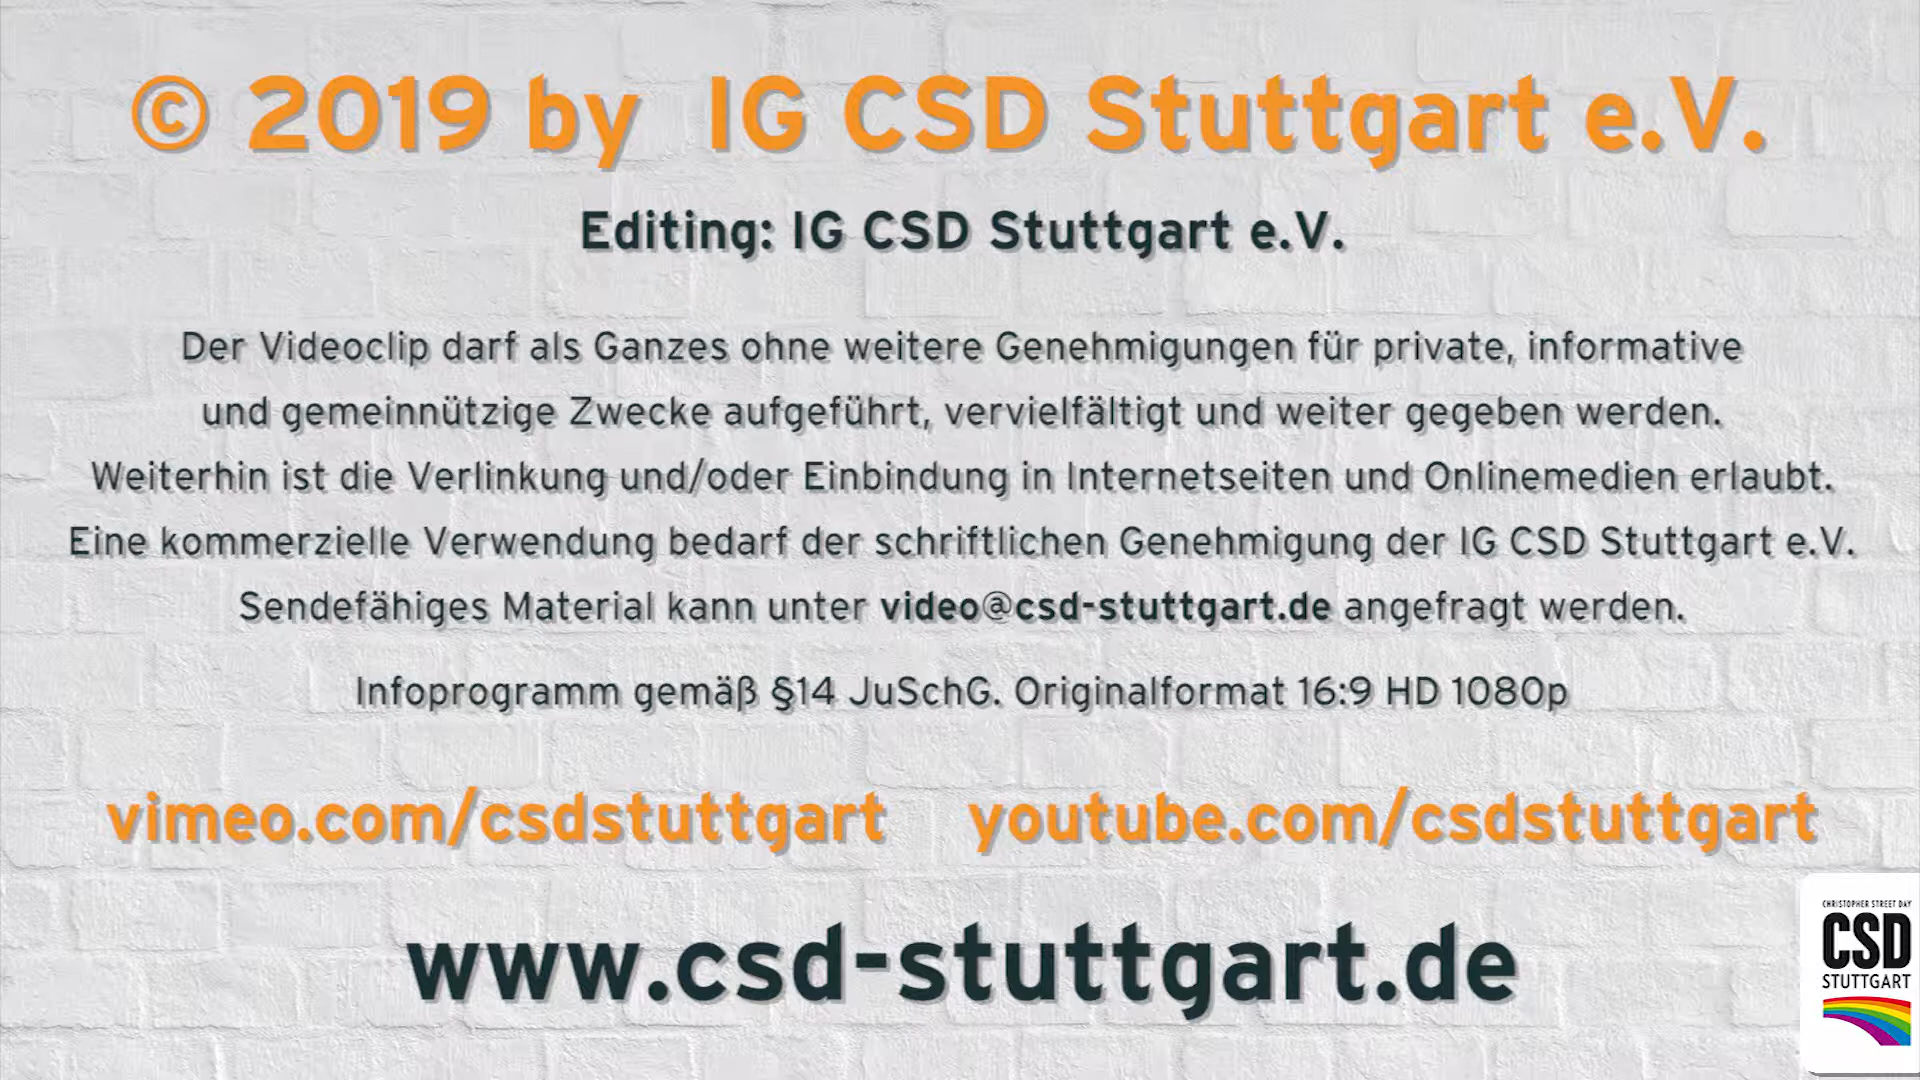 © 2019 by IG CSD Stuttgart e.V.
Editing: IG CSD Stuttgart e.V.
Der Videoclip darf als Ganzes ohne weitere Genehmigungen für private, informative
und gemeinnützige Zwecke aufgeführt, vervielfältigt und weiter gegeben werden.
Weiterhin ist die Verlinkung und/oder Einbindung in Internetseiten und Onlinemedien erlaubt.
Eine kommerzielle Verwendung bedarf der schriftlichen Genehmigung der IG CSD Stuttgart e.V.
Sendefähiges Material kann unter video@csd-stuttgart.de angefragt werden.
Infoprogramm gemäß §14 JuSchG. Originalformat 16:9 HD 1080p
vimeo.com/csdstuttgart youtube.com/csdstuttgart
www.csd-stuttgart.de
CHRISTOPHER STREET DAY
CSD
STUTTGART